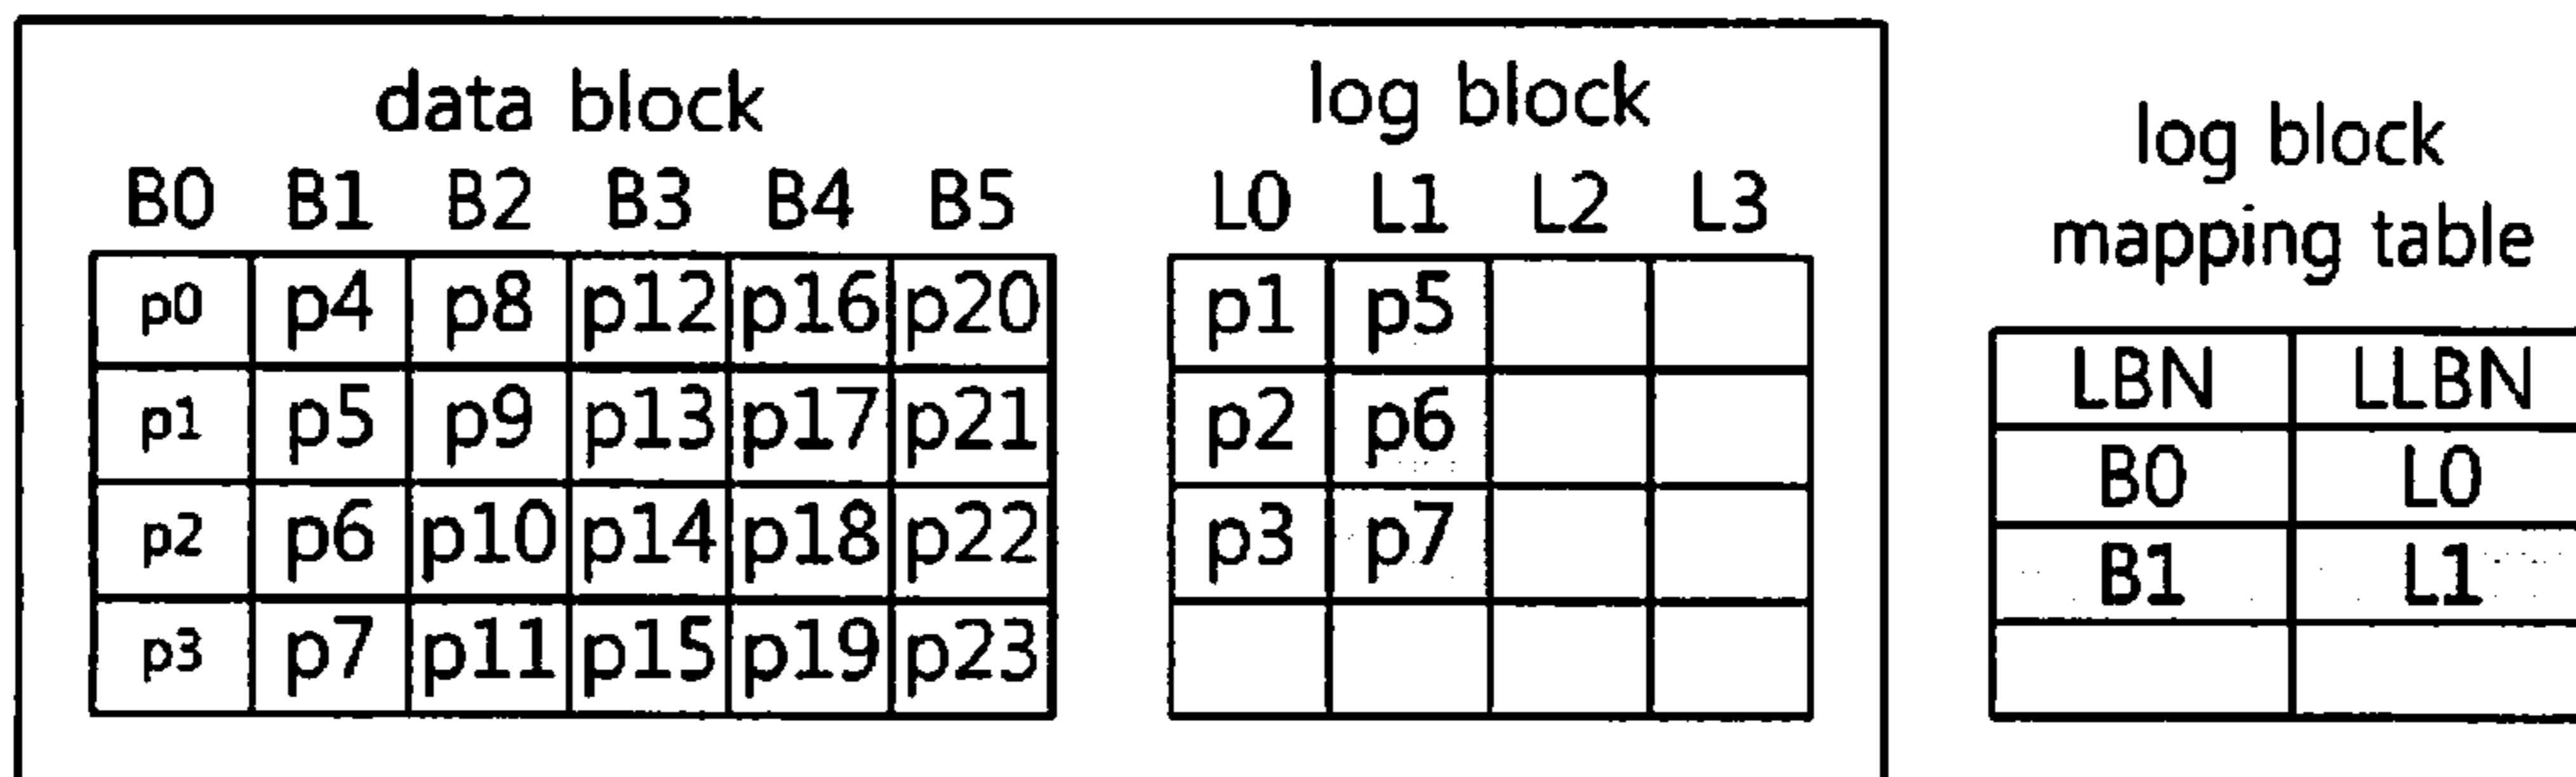 data block
log block
log block
mapping table
B0 B1 B2 B3 B4 B5
L0 L1 L2 L3
p0 p4 p8 p12 p16 p20
p1 p5 p9 p13 p17 p21
p2 p6 p10 p14 p18 p22
p3 p7 p11 p15 p19 p23
p1 p5
p2 p6
p3 p7
LBN LLBN
B0 L0
B1 L1